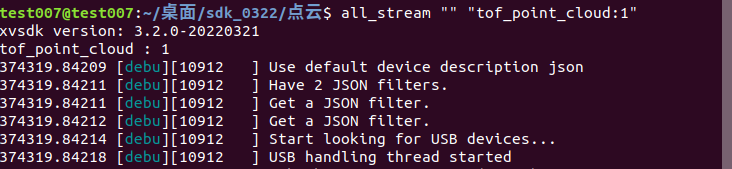 test007@test007:~/桌面/sdk_0322/点云$ all_stream "" "tof_point_cloud:1"
xvsdk version: 3.2.0-20220321
tof_point_cloud : 1
374319.84209 [debu][10912   ] Use default device description json
374319.84211 [debu][10912   ] Have 2 JSON filters.
374319.84211 [debu][10912   ] Get a JSON filter.
374319.84212 [debu][10912   ] Get a JSON filter.
374319.84214 [debu][10912   ] Start looking for USB devices...
374319.84218 [debu][10912   ] USB handling thread started